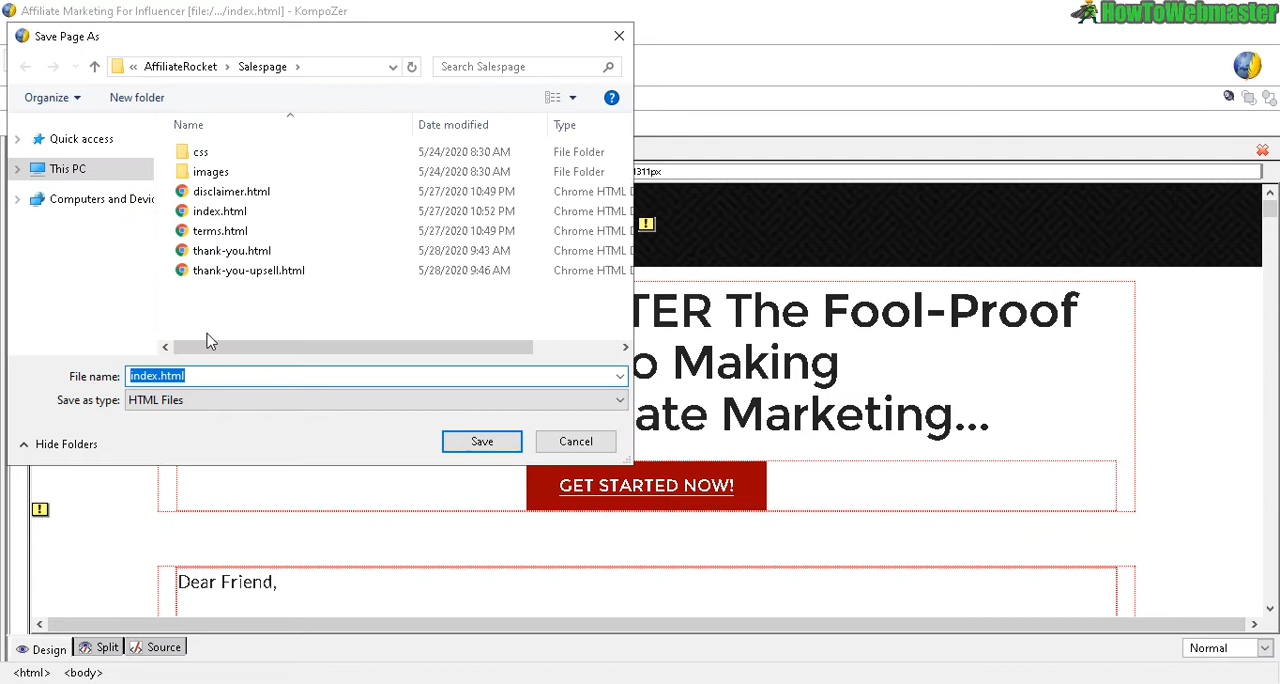 Affiliate Marketing For Influencer [file:/.../index.html] - KompoZer
HowToWebmaster
Save Page As
« AffiliateRocket > Salespage >
Search Salespage
Organize
New folder
?
Name
Date modified
Type
Quick access
This PC
Computers and Devic
css 5/24/2020 8:30 AM File Folder
images 5/24/2020 8:30 AM File Folder
disclaimer.html 5/27/2020 10:49 PM Chrome HTML D
index.html 5/27/2020 10:52 PM Chrome HTML D
terms.html 5/27/2020 10:49 PM Chrome HTML D
thank-you.html 5/28/2020 9:43 AM Chrome HTML D
thank-you-upsell.html 5/28/2020 9:46 AM Chrome HTML D
File name: index.html
Save as type: HTML Files
Hide Folders
Save
Cancel
1311px
!
TER The Fool-Proof
o Making
ate Marketing...
GET STARTED NOW!
!
Dear Friend,
Design
Split
Source
Normal
<html> <body>